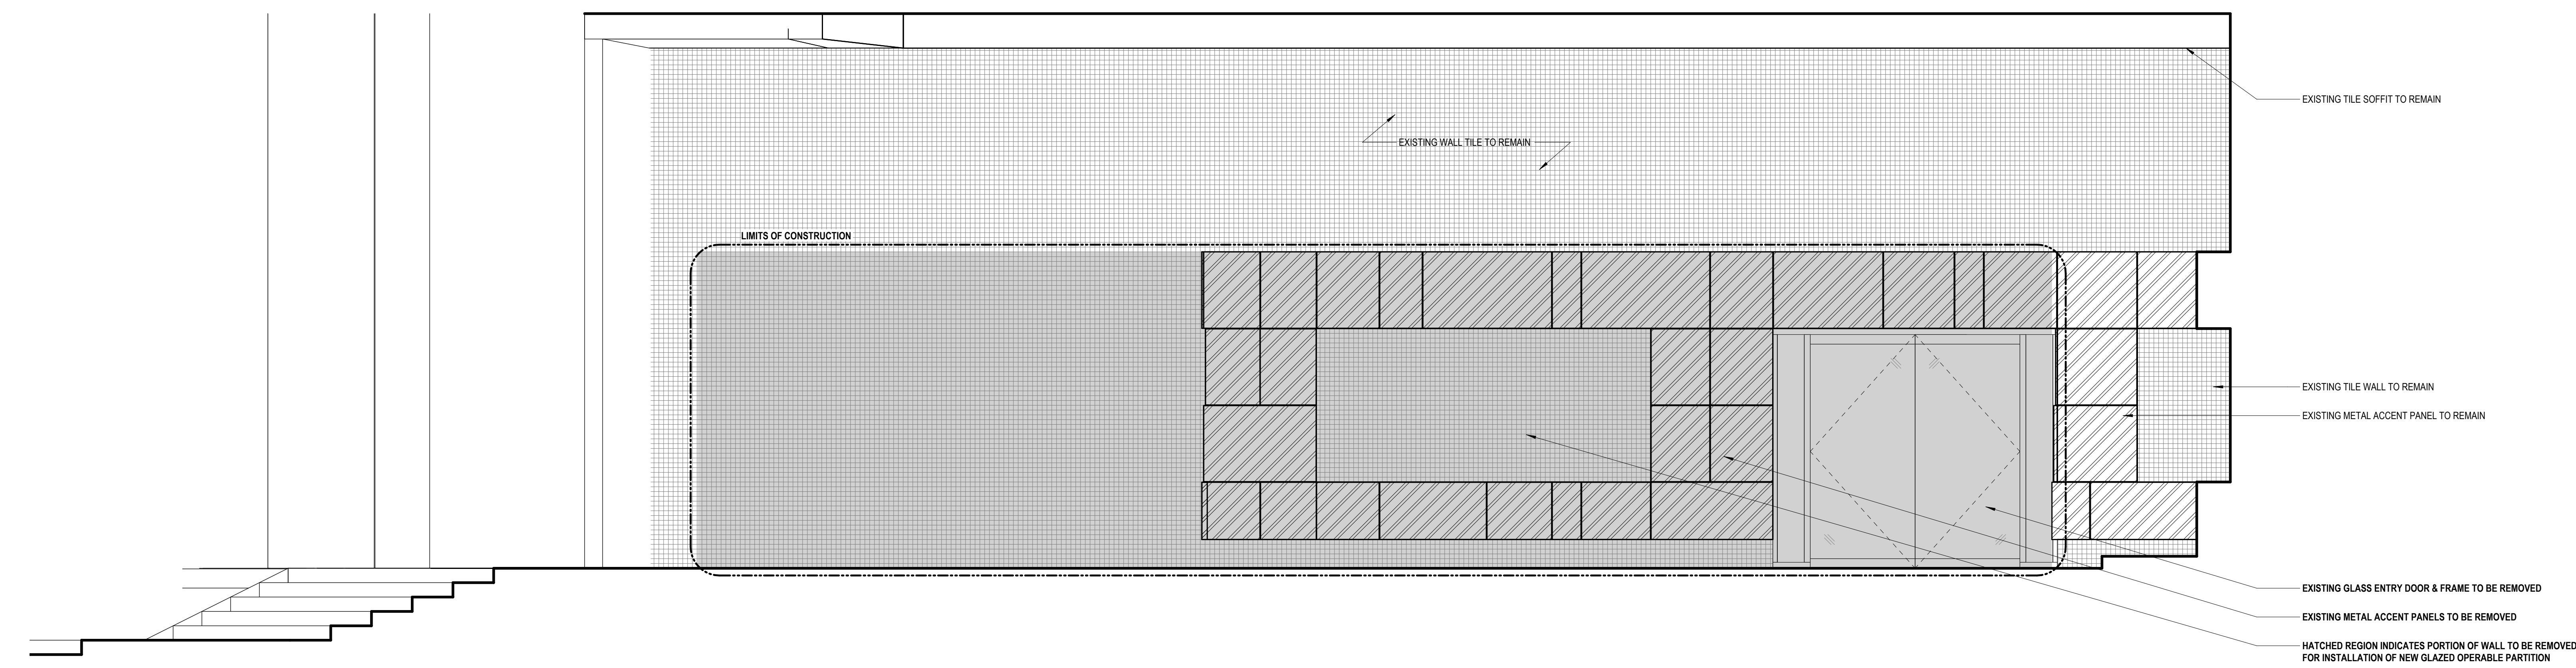 EXISTING TILE SOFFIT TO REMAIN
EXISTING WALL TILE TO REMAIN
LIMITS OF CONSTRUCTION
EXISTING TILE WALL TO REMAIN
EXISTING METAL ACCENT PANEL TO REMAIN
EXISTING GLASS ENTRY DOOR & FRAME TO BE REMOVED
EXISTING METAL ACCENT PANELS TO BE REMOVED
HATCHED REGION INDICATES PORTION OF WALL TO BE REMOVED
FOR INSTALLATION OF NEW GLAZED OPERABLE PARTITION